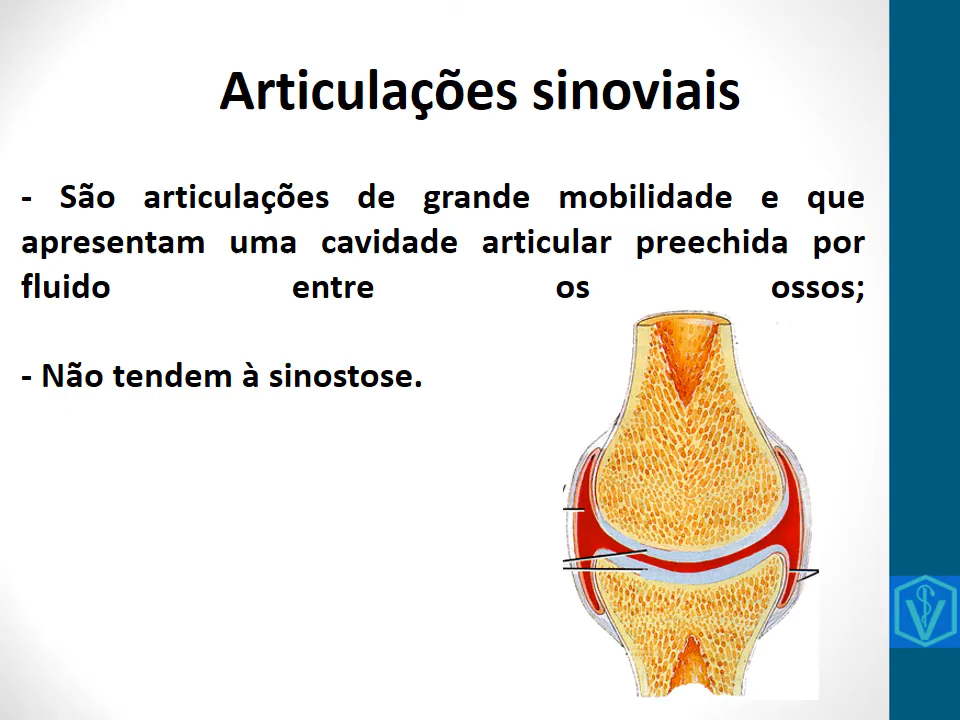 Articulações sinoviais
- São articulações de grande mobilidade e que
apresentam uma cavidade articular preechida por
fluido entre os ossos;
- Não tendem à sinostose.